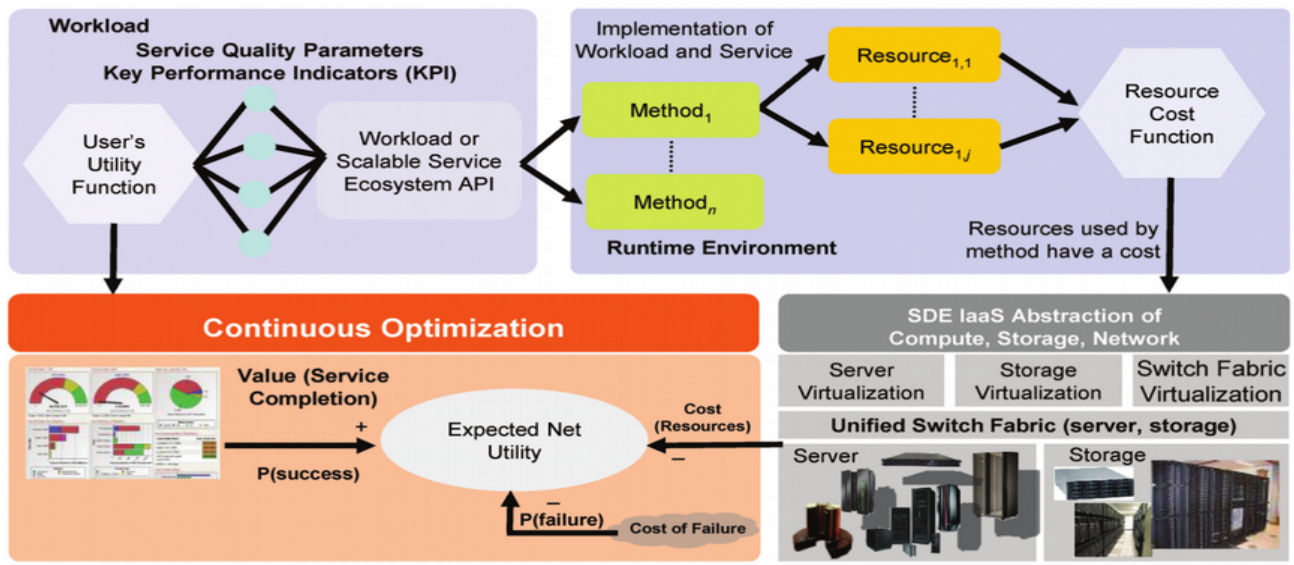 Workload
Service Quality Parameters
Key Performance Indicators (KPI)
User's
Utility
Function
Workload or
Scalable Service
Ecosystem API
Implementation of
Workload and Service
Method1
Methodn
Runtime Environment
Resource1,1
Resource1,j
Resource
Cost
Function
Resources used by
method have a cost
Continuous Optimization
Value (Service
Completion)
+
P(success)
Expected Net
Utility
Cost
(Resources)
–
–
P(failure)
Cost of Failure
SDE IaaS Abstraction of
Compute, Storage, Network
Server
Virtualization
Storage
Virtualization
Switch Fabric
Virtualization
Unified Switch Fabric (server, storage)
Server
Storage